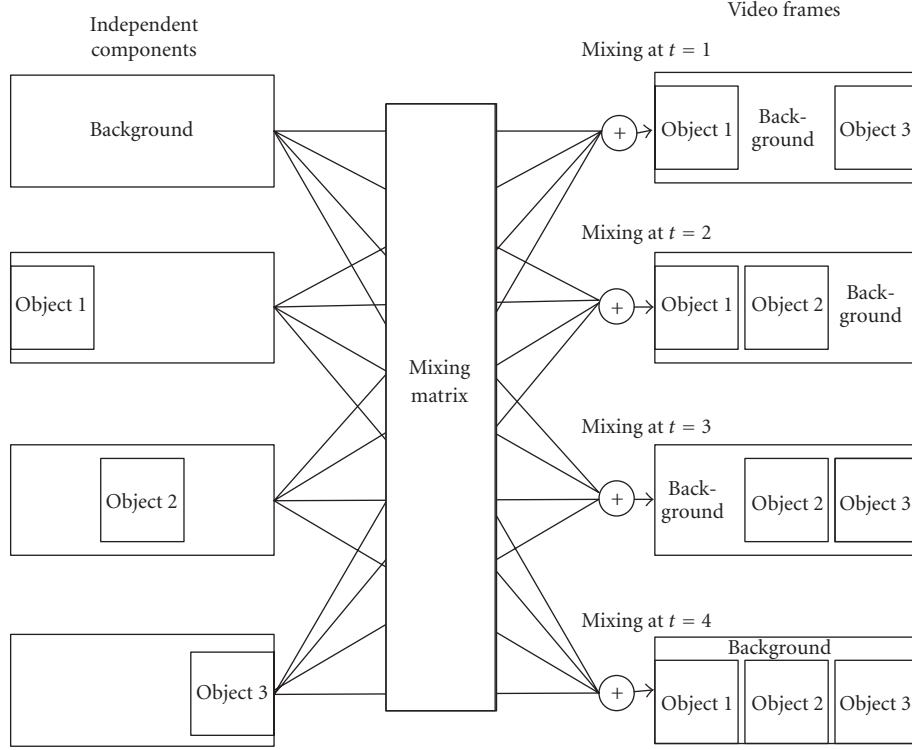 Independent
components
Background
Object 1
Object 2
Object 3
Mixing
matrix
Video frames
Mixing at t = 1
+
Object 1
Back-
ground
Object 3
Mixing at t = 2
+
Object 1
Object 2
Back-
ground
Mixing at t = 3
+
Back-
ground
Object 2
Object 3
Mixing at t = 4
+
Background
Object 1
Object 2
Object 3